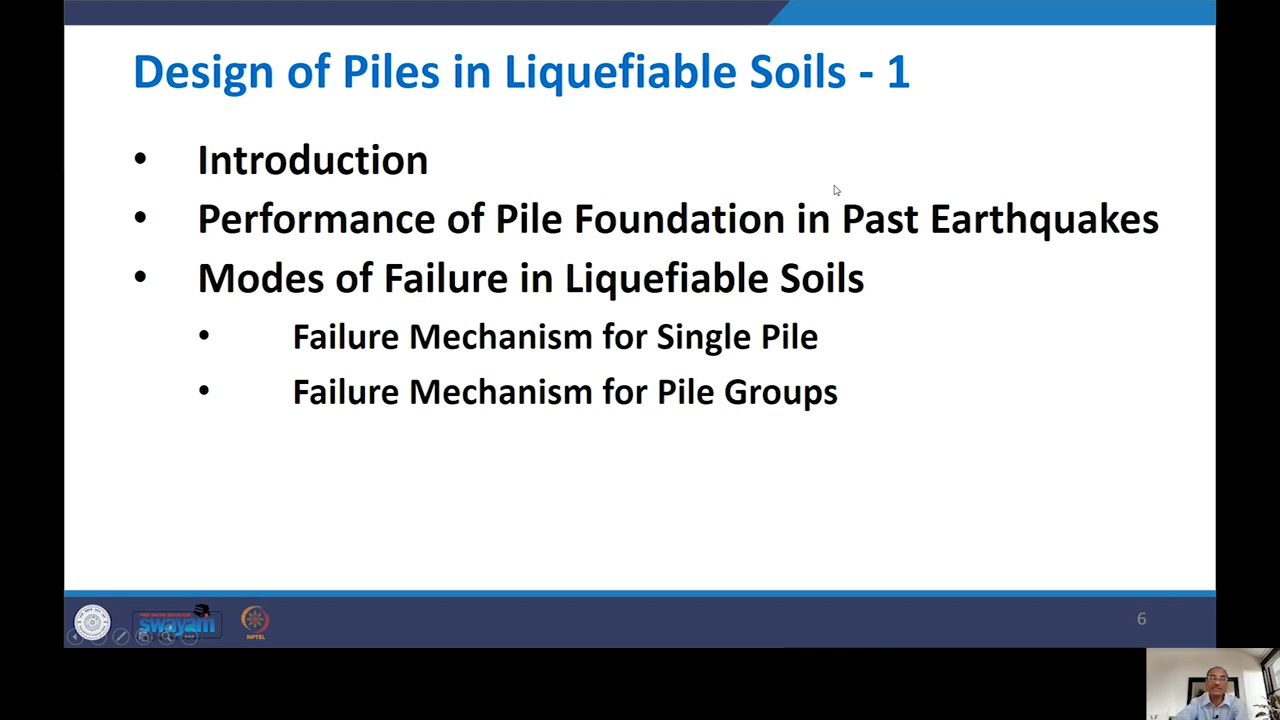 Design of Piles in Liquefiable Soils - 1
• Introduction
• Performance of Pile Foundation in Past Earthquakes
• Modes of Failure in Liquefiable Soils
• Failure Mechanism for Single Pile
• Failure Mechanism for Pile Groups
swayam
NPTEL
6